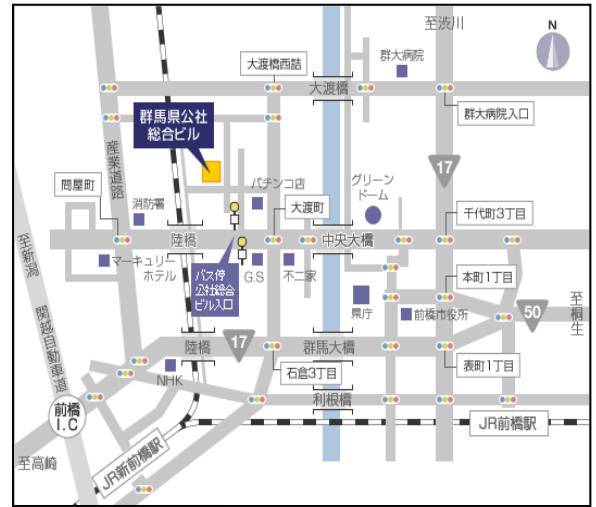 至渋川
N
群大病院
大渡橋西詰
大渡橋
群馬県公社
総合ビル
群大病院入口
産業道路
17
問屋町
消防署
パチンコ店
グリーン
ドーム
大渡町
千代町3丁目
陸橋
中央大橋
マーキュリー
ホテル
バス停
公社総合
ビル入口
G.S
不二家
本町1丁目
至新潟
関越自動車道
県庁
前橋市役所
50
至桐生
17
陸橋
群馬大橋
NHK
石倉3丁目
表町1丁目
利根橋
前橋
I.C
JR前橋駅
至高崎
JR新前橋駅